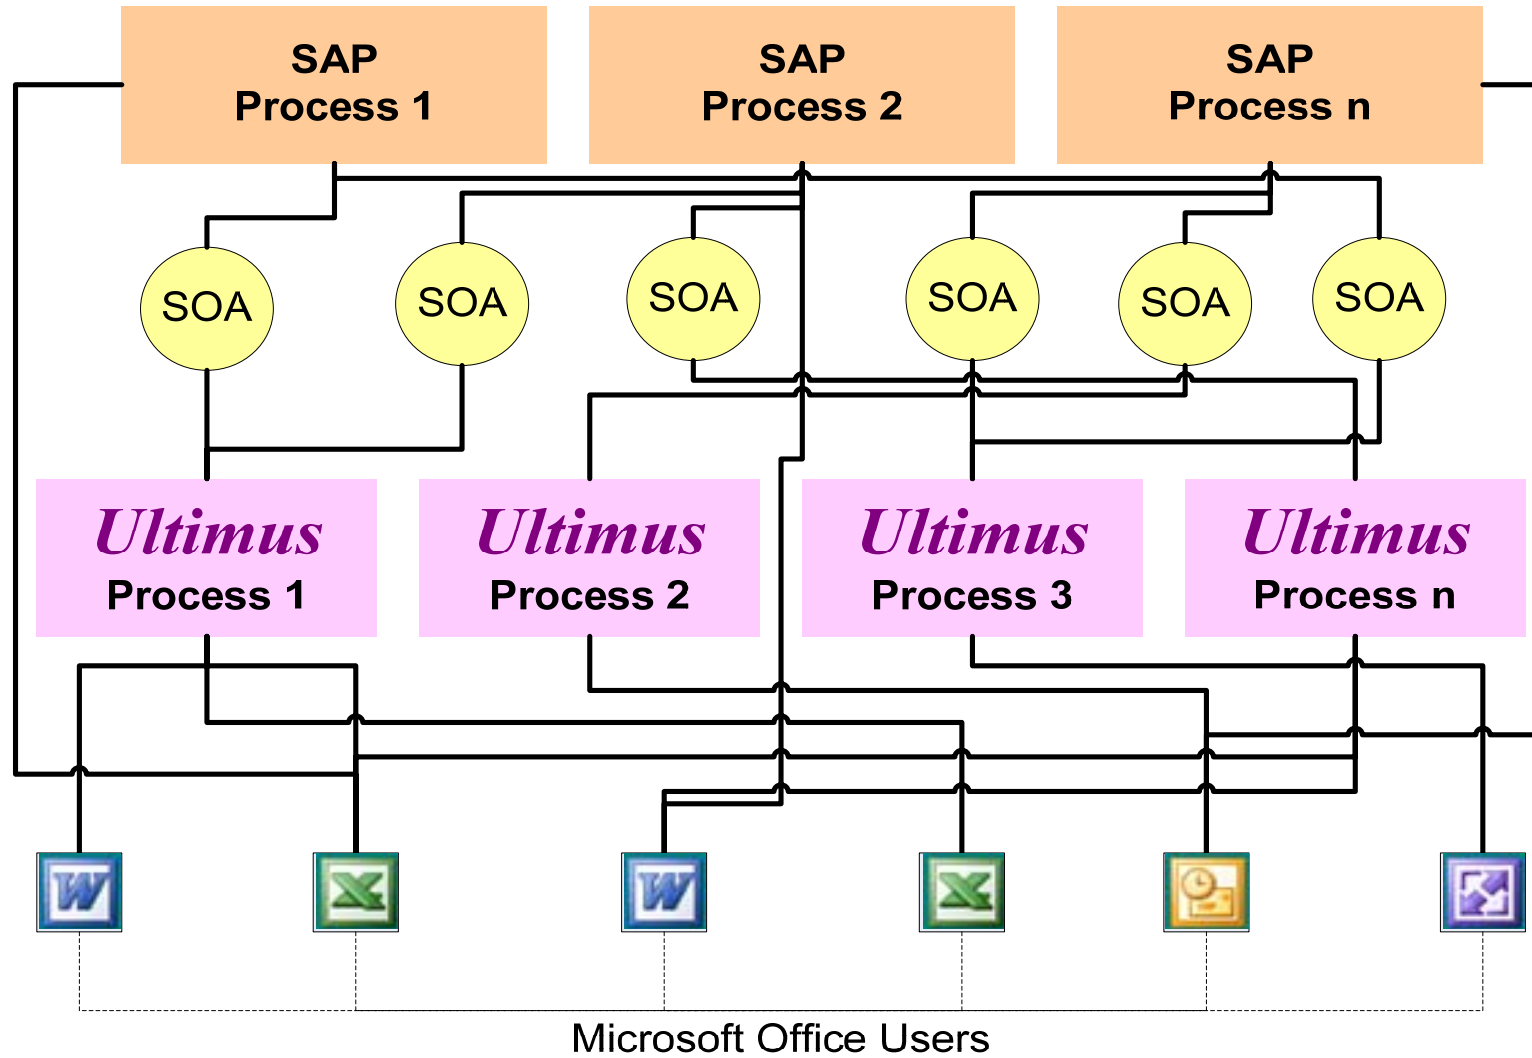 SAP
Process 1
SAP
Process 2
SAP
Process n
SOA
SOA
SOA
SOA
SOA
SOA
Ultimus
Process 1
Ultimus
Process 2
Ultimus
Process 3
Ultimus
Process n
W
X
W
X
Microsoft Office Users